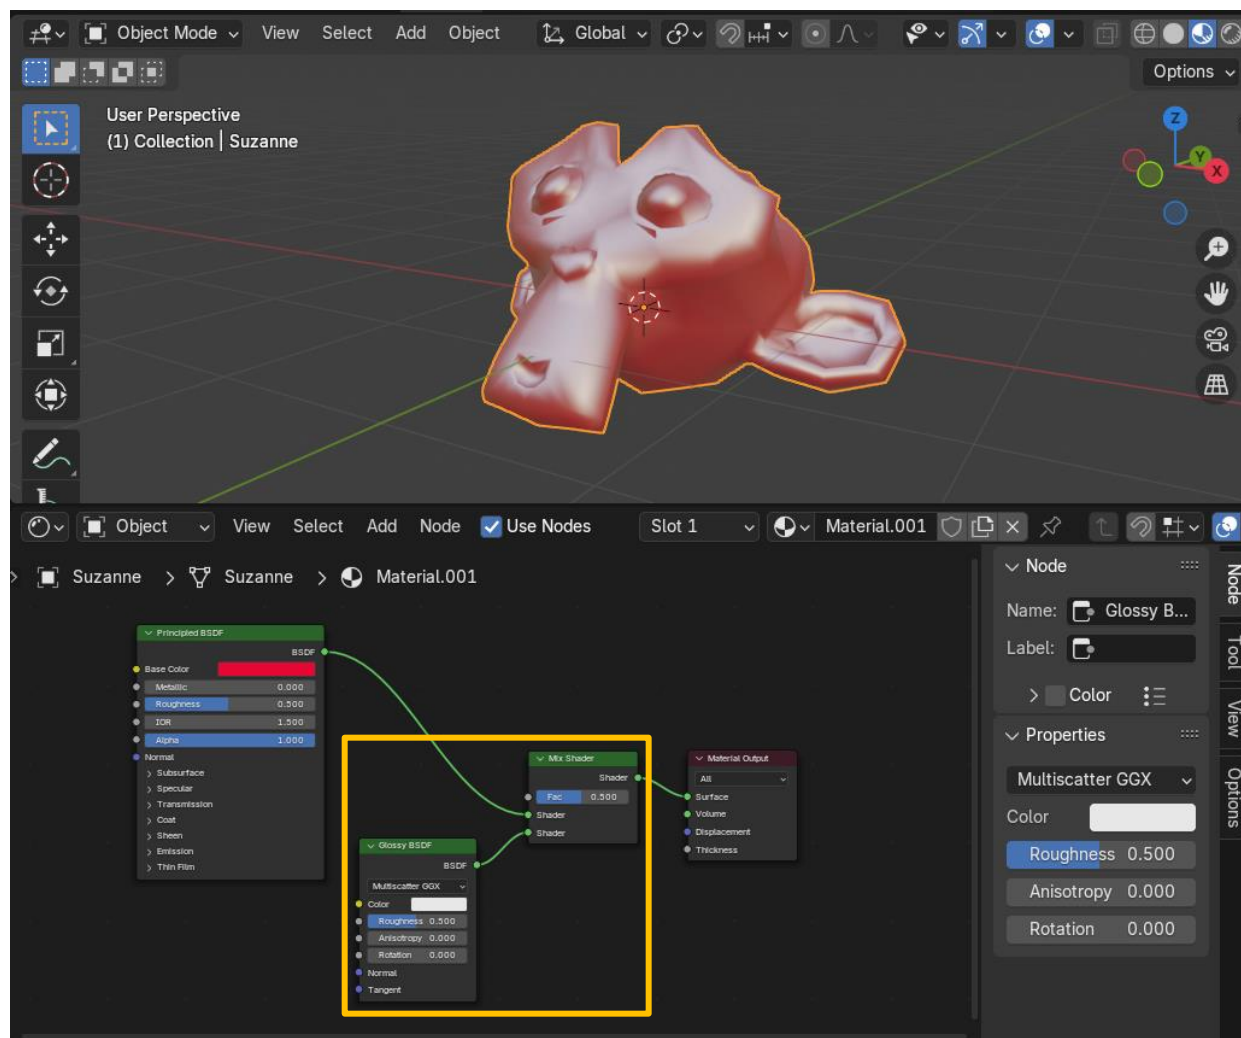 Object Mode View Select Add Object Global
Options
User Perspective
(1) Collection | Suzanne
Z
Y
X
Object View Select Add Node Use Nodes Slot 1 Material.001
Suzanne > Suzanne > Material.001
Principled BSDF
BSDF
Base Color
Metallic 0.000
Roughness 0.500
IOR 1.500
Alpha 1.000
Normal
Subsurface
Specular
Transmission
Coat
Sheen
Emission
Thin Film
Glossy BSDF
BSDF
Multiscatter GGX
Color
Roughness 0.500
Anisotropy 0.000
Rotation 0.000
Normal
Tangent
Mix Shader
Shader
Fac 0.500
Shader
Shader
Material Output
All
Surface
Volume
Displacement
Thickness
Node
Name: Glossy B...
Label:
Color
Properties
Multiscatter GGX
Color
Roughness 0.500
Anisotropy 0.000
Rotation 0.000
Node
Tool
View
Options